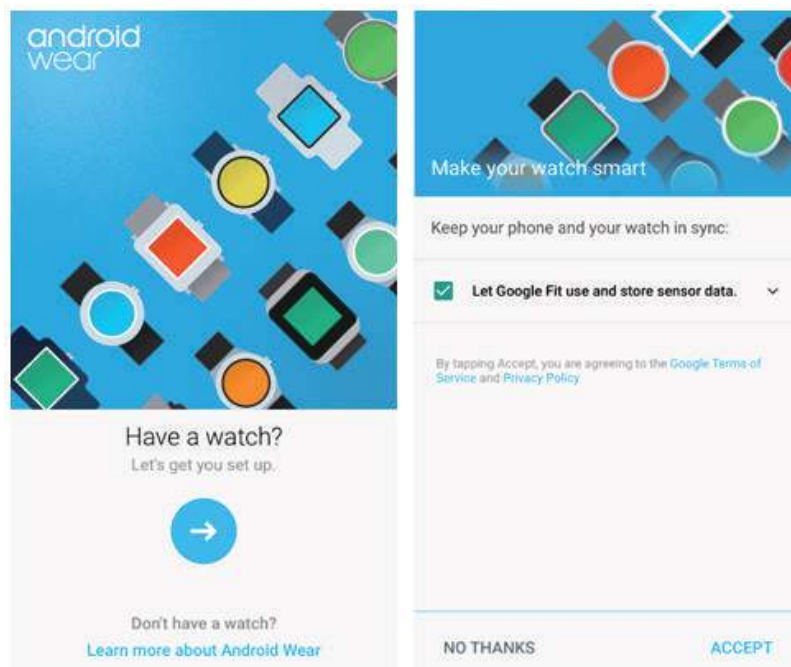 android
wear
Have a watch?
Let's get you set up.
Don't have a watch?
Learn more about Android Wear
Make your watch smart
Keep your phone and your watch in sync:
Let Google Fit use and store sensor data.
By tapping Accept, you are agreeing to the Google Terms of
Service and Privacy Policy
NO THANKS
ACCEPT